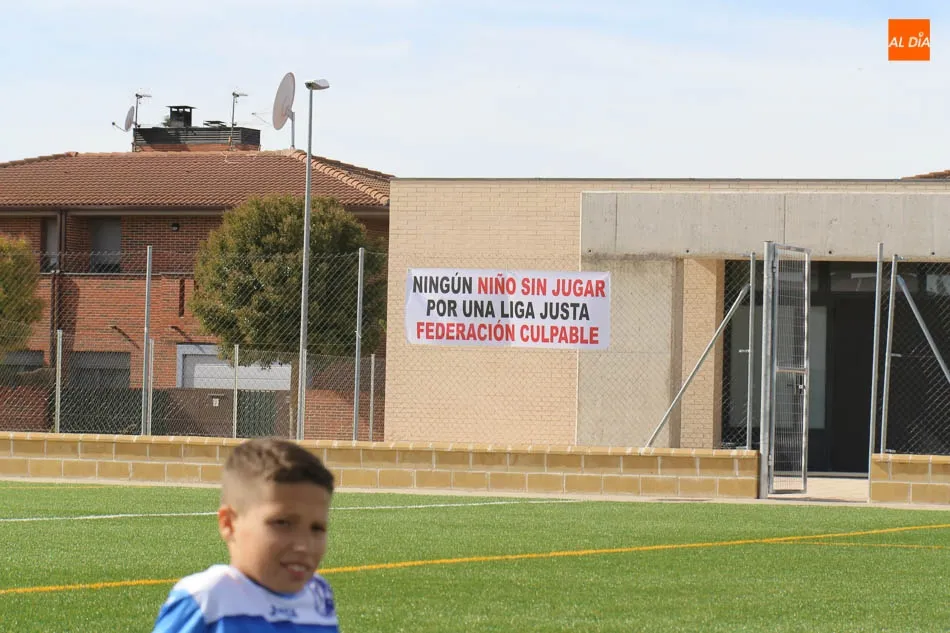 AL DÍA
NINGÚN NIÑO SIN JUGAR
POR UNA LIGA JUSTA
FEDERACIÓN CULPABLE